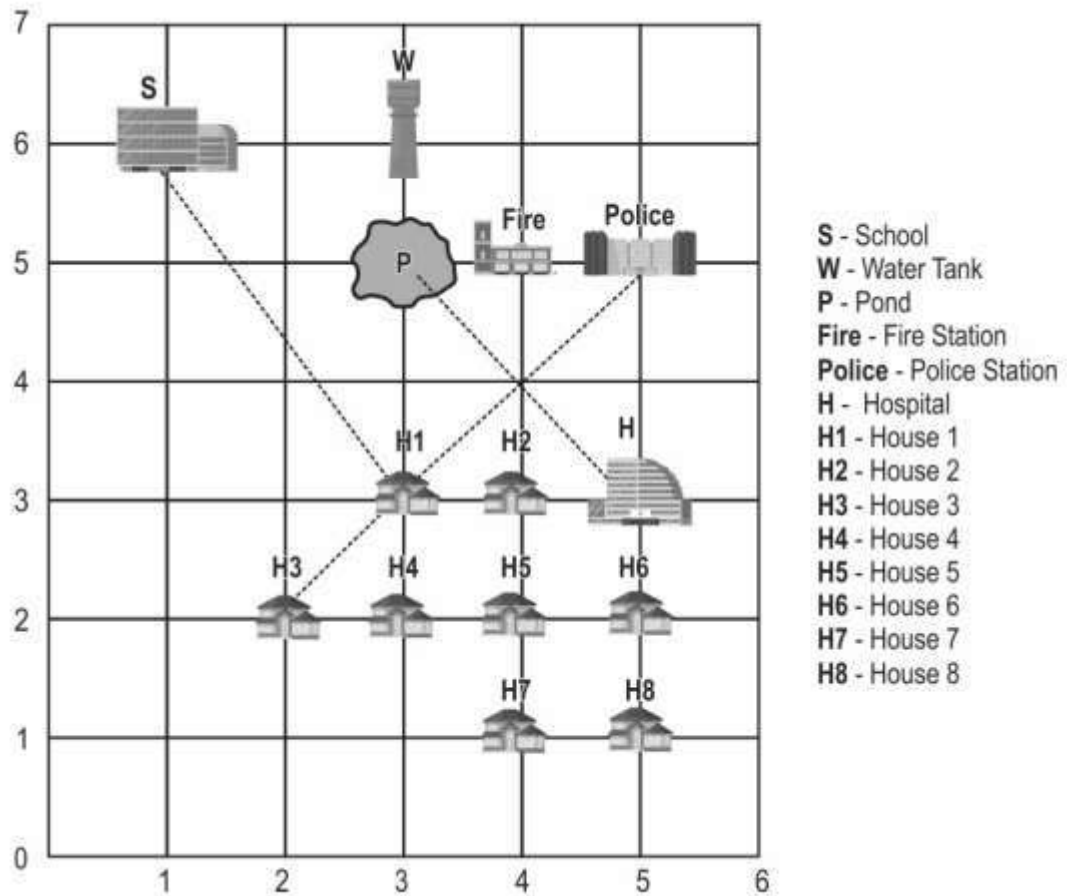 7
W
S
6
Fire
Police
5
P
4
H1
H2
H
3
H3
H4
H5
H6
2
H7
H8
1
0
1
2
3
4
5
6
S - School
W - Water Tank
P - Pond
Fire - Fire Station
Police - Police Station
H - Hospital
H1 - House 1
H2 - House 2
H3 - House 3
H4 - House 4
H5 - House 5
H6 - House 6
H7 - House 7
H8 - House 8